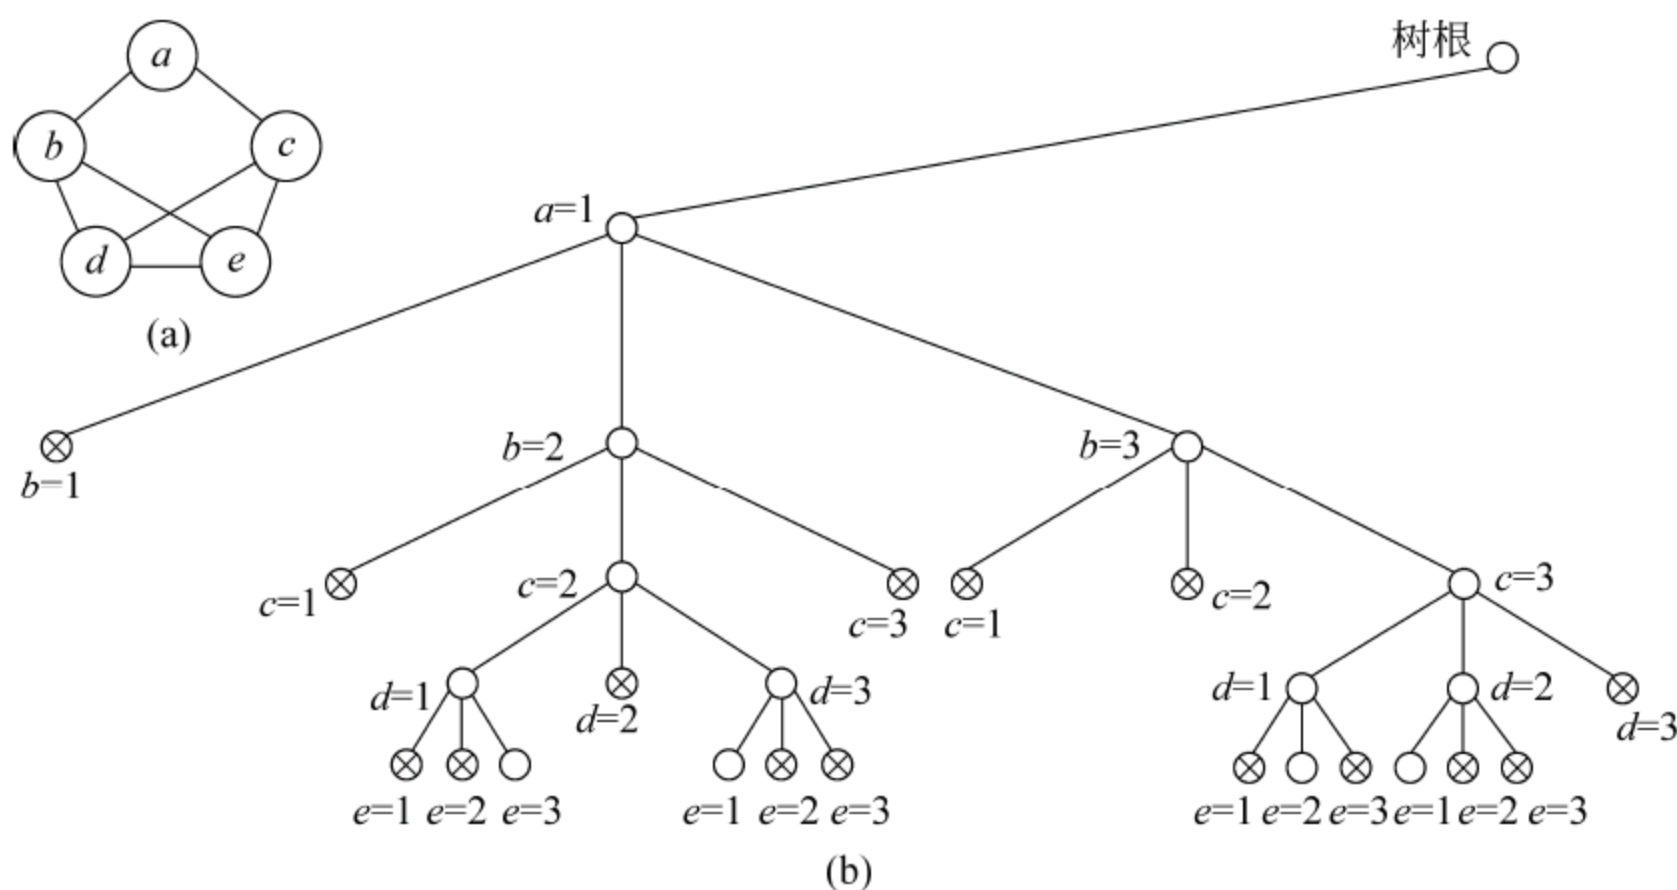 树根
a
b
c
d
e
(a)
a=1
b=1
b=2
b=3
c=1
c=2
c=3
c=1
c=2
c=3
d=1
d=2
d=3
d=1
d=2
d=3
e=1 e=2 e=3
e=1 e=2 e=3
e=1 e=2 e=3 e=1 e=2 e=3
(b)